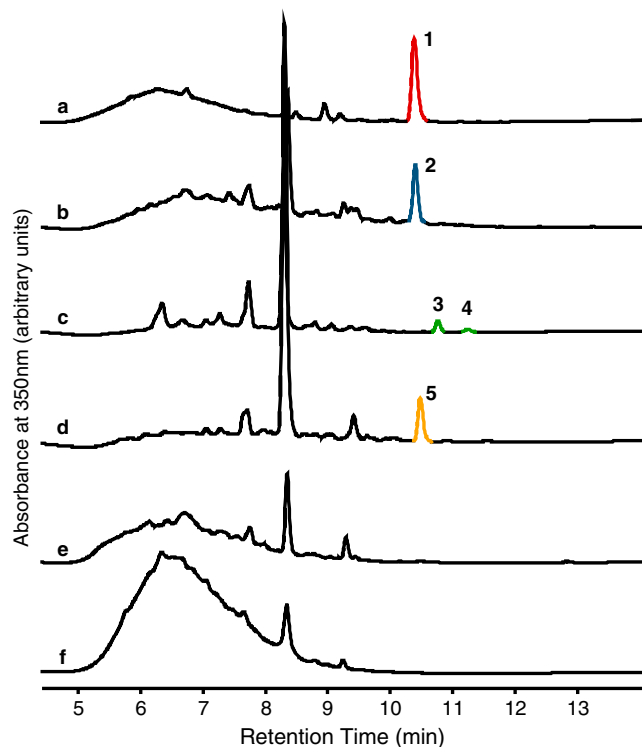 1
a
2
b
3 4
c
5
d
e
f
Absorbance at 350nm (arbitrary units)
5 6 7 8 9 10 11 12 13
Retention Time (min)